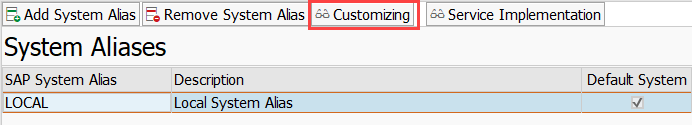 Add System Alias Remove System Alias Customizing Service Implementation
System Aliases
SAP System Alias Description Default System
LOCAL Local System Alias